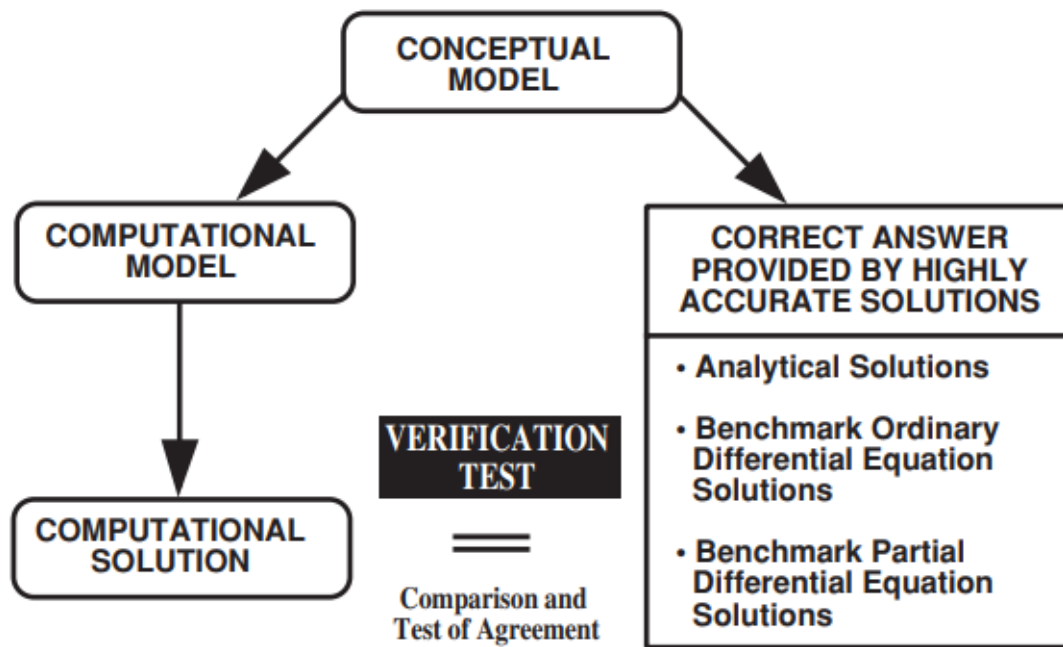 CONCEPTUAL
MODEL
COMPUTATIONAL
MODEL
COMPUTATIONAL
SOLUTION
VERIFICATION
TEST
Comparison and
Test of Agreement
CORRECT ANSWER
PROVIDED BY HIGHLY
ACCURATE SOLUTIONS
• Analytical Solutions
• Benchmark Ordinary
Differential Equation
Solutions
• Benchmark Partial
Differential Equation
Solutions